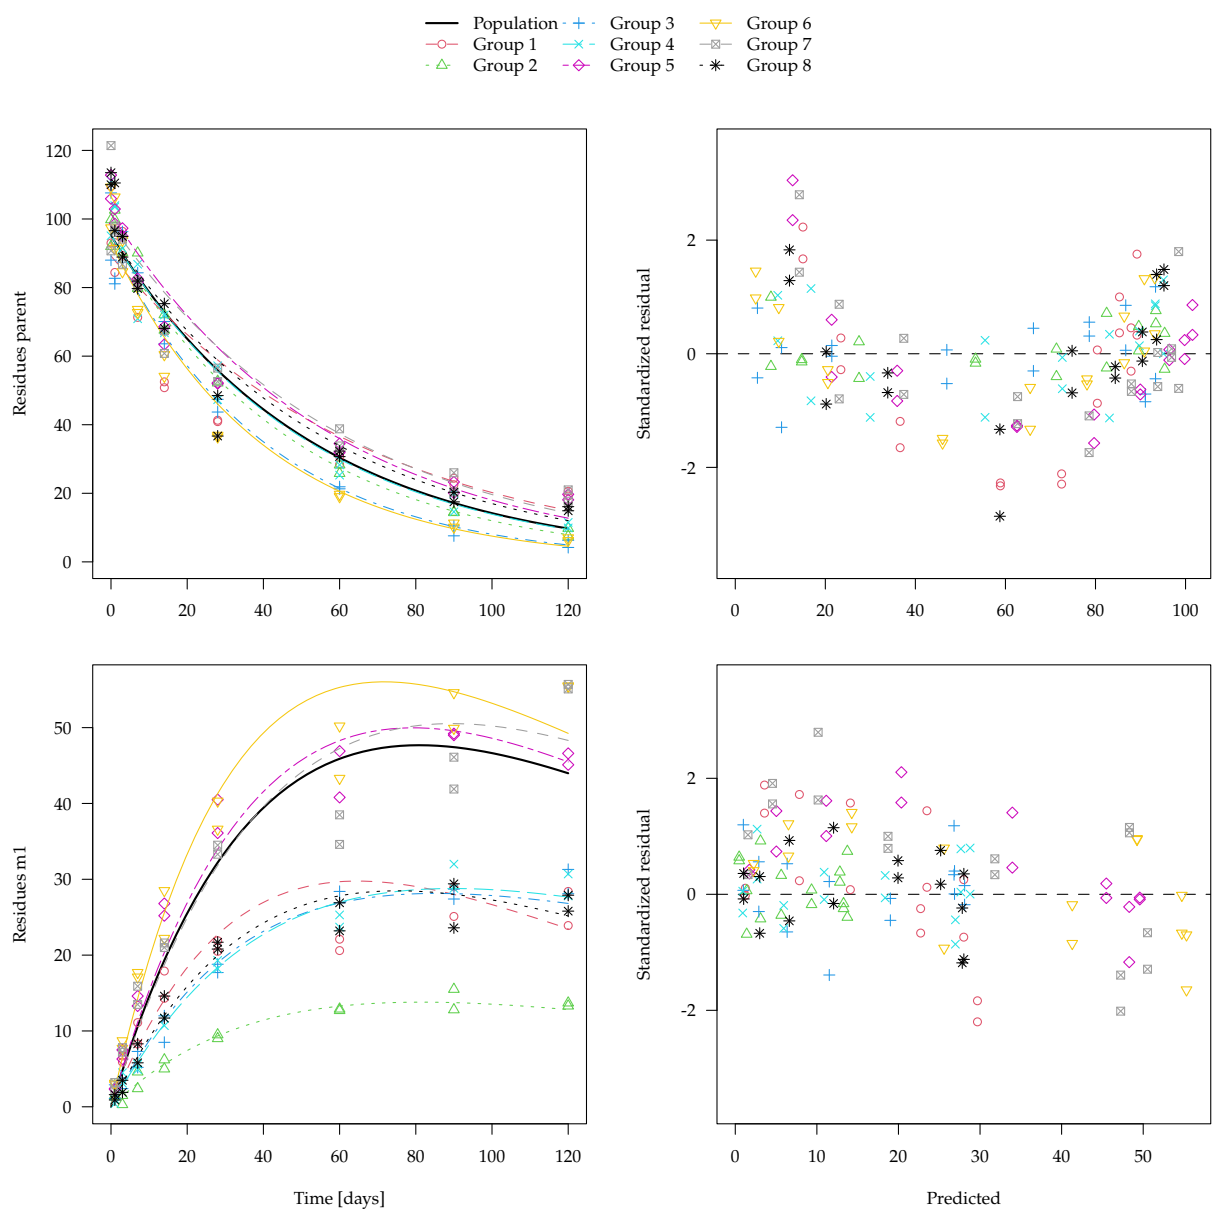 Population Group 3 Group 6
Group 1 Group 4 Group 7
Group 2 Group 5 Group 8
Residues parent
120
100
80
60
40
20
0
0 20 40 60 80 100 120
Standardized residual
2
0
-2
0 20 40 60 80 100
Residues m1
50
40
30
20
10
0
0 20 40 60 80 100 120
Time [days]
Standardized residual
2
0
-2
0 10 20 30 40 50
Predicted